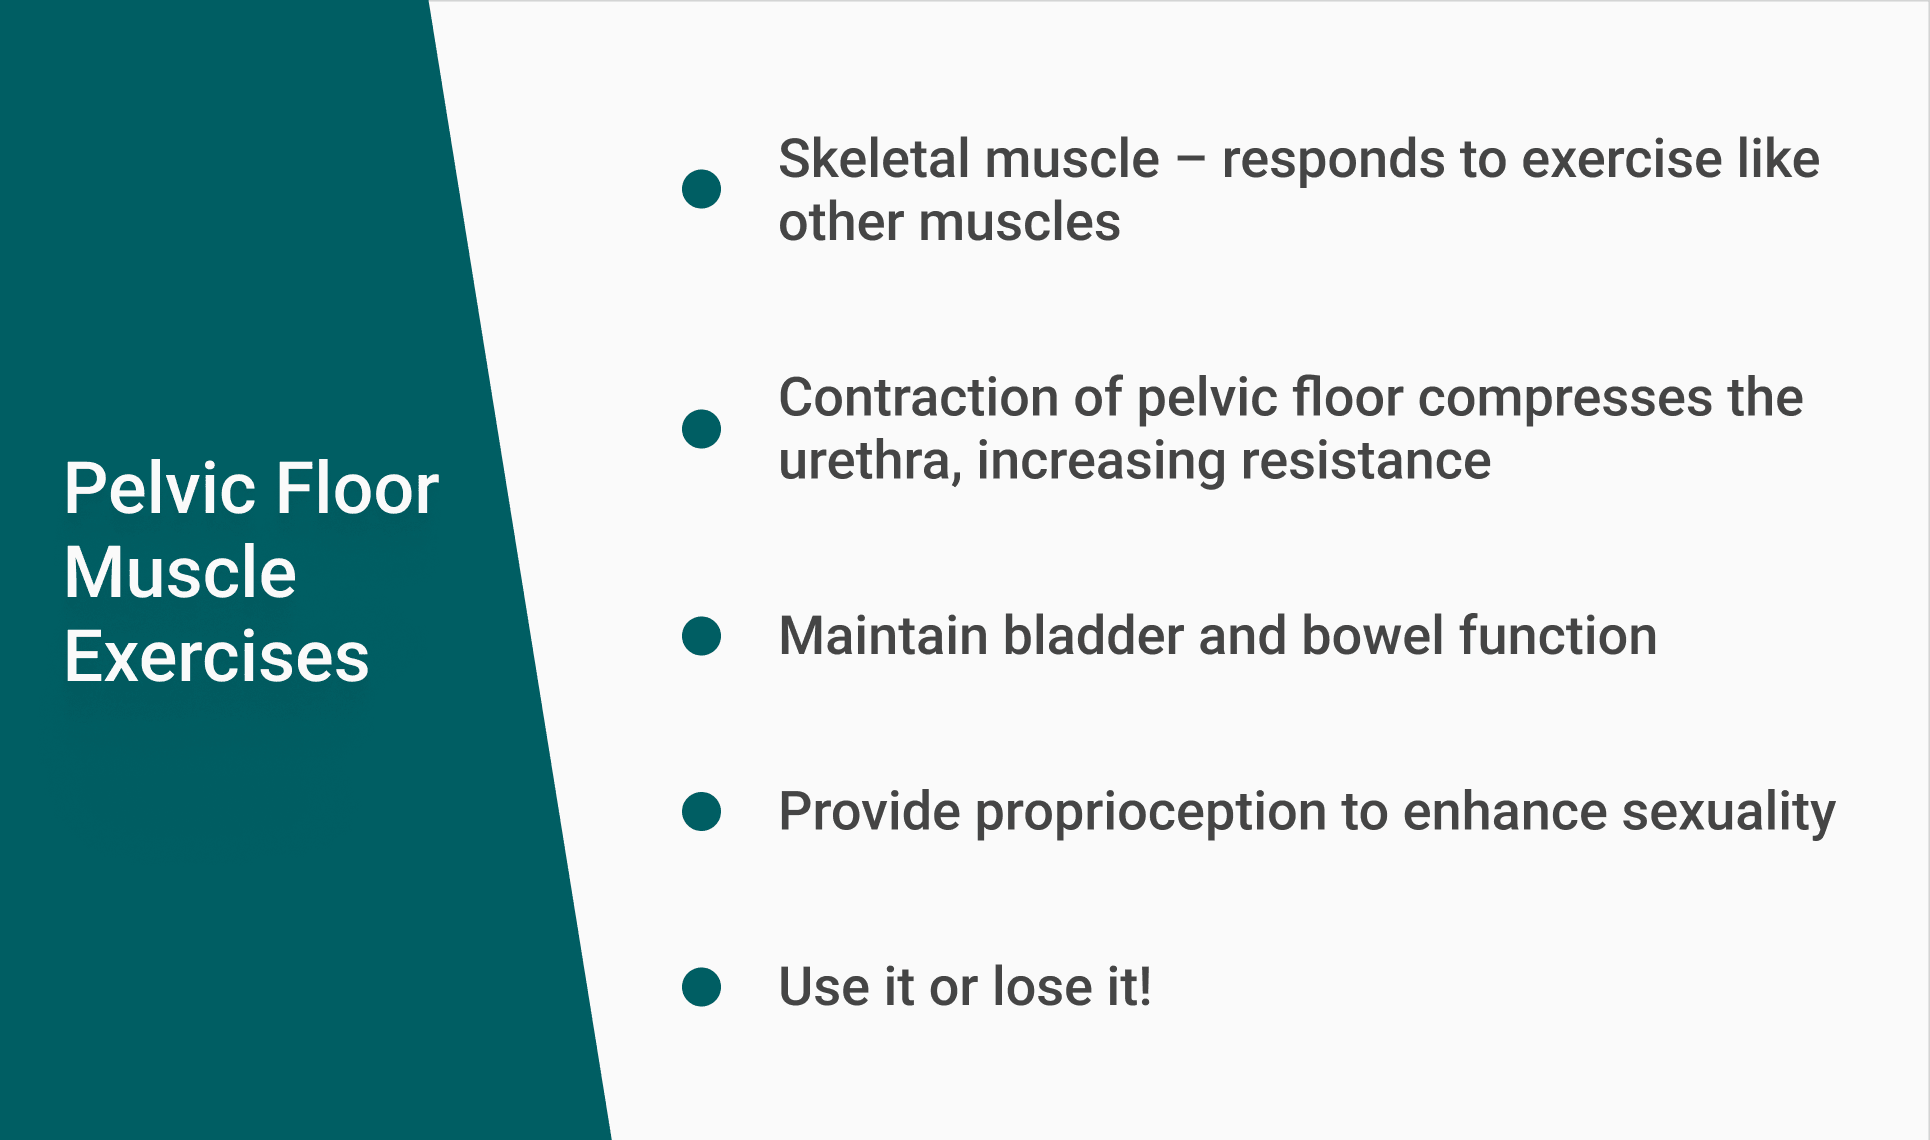 Pelvic Floor
Muscle
Exercises
Skeletal muscle – responds to exercise like
other muscles
Contraction of pelvic floor compresses the
urethra, increasing resistance
Maintain bladder and bowel function
Provide proprioception to enhance sexuality
Use it or lose it!